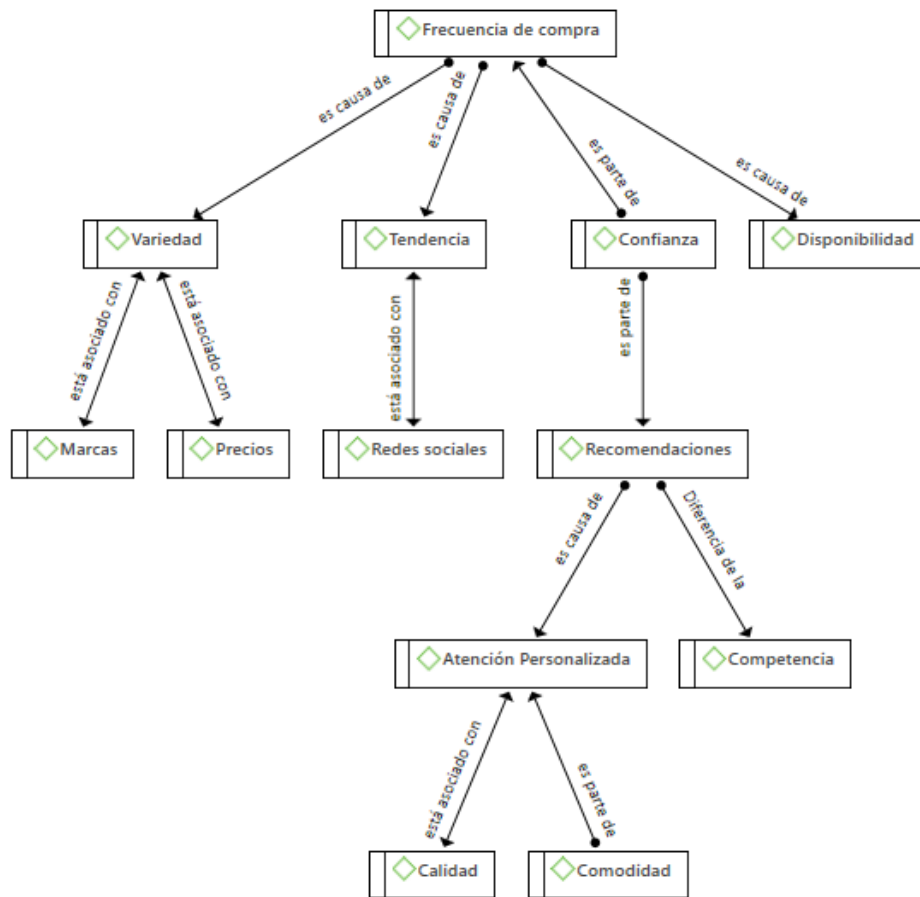 Frecuencia de compra
es causa de
es causa de
es parte de
es causa de
Variedad
Tendencia
Confianza
Disponibilidad
está asociado con
está asociado con
está asociado con
es parte de
Marcas
Precios
Redes sociales
Recomendaciones
es causa de
Diferencia de la
Atención Personalizada
Competencia
está asociado con
es parte de
Calidad
Comodidad